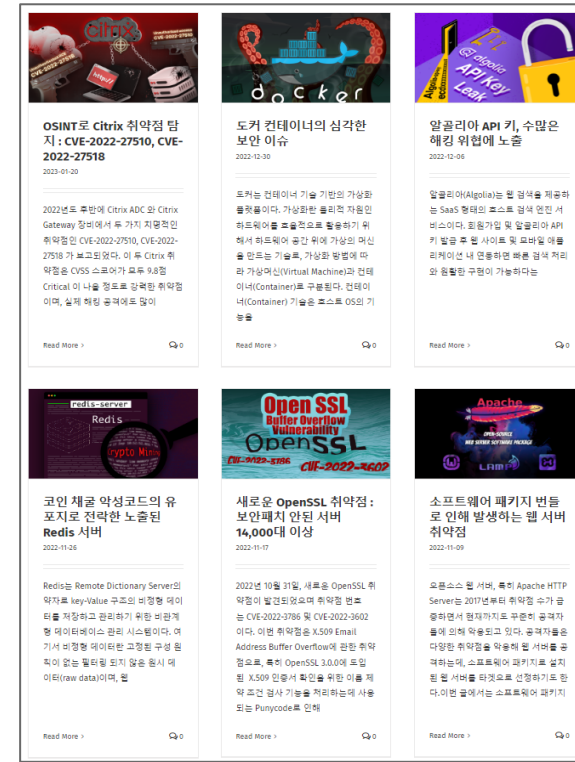 citrix
CVE-2022-27510
CVE-2022-27518
http://
OSINT로 Citrix 취약점 탐
지 : CVE-2022-27510, CVE-
2022-27518
2023-01-20
2022년도 후반에 Citrix ADC 와 Citrix
Gateway 장비에서 두 가지 치명적인
취약점인 CVE-2022-27510, CVE-2022-
27518 가 보고되었다. 이 두 Citrix 취
약점은 CVSS 스코어가 모두 9.8점
Critical 이 나올 정도로 강력한 취약점
이며, 실제 해킹 공격에도 많이
Read More >
0
docker
도커 컨테이너의 심각한
보안 이슈
2022-12-30
도커는 컨테이너 기술 기반의 가상화
플랫폼이다. 가상화란 물리적 자원인
하드웨어를 효율적으로 활용하기 위
해서 하드웨어 공간 위에 가상의 머신
을 만드는 기술로, 가상화 방법에 따
라 가상머신(Virtual Machine)과 컨테
이너(Container)로 구분된다. 컨테이
너(Container) 기술은 호스트 OS의 기
능을
Read More >
0
algolia
API Key
Leak
알골리아 API 키, 수많은
해킹 위협에 노출
2022-12-06
알골리아(Algolia)는 웹 검색을 제공하
는 SaaS 형태의 호스트 검색 엔진 서
비스이다. 회원가입 및 알골리아 API
키 발급 후 웹 사이트 및 모바일 애플
리케이션 내 연동하면 빠른 검색 처리
와 원활한 구현이 가능하다는
Read More >
0
redis-server
Redis
Crypto Mining
코인 채굴 악성코드의 유
포지로 전락한 노출된
Redis 서버
2022-11-26
Redis는 Remote Dictionary Server의
약자로 key-Value 구조의 비정형 데이
터를 저장하고 관리하기 위한 비관계
형 데이터베이스 관리 시스템이다. 여
기서 비정형 데이터란 고정된 구성 원
칙이 없는 필터링 되지 않은 원시 데
이터(raw data)이며, 웹
Read More >
0
Open SSL
Buffer Overflow
Vulnerability
OpenSSL
CVE-2022-3786
CVE-2022-3602
새로운 OpenSSL 취약점 :
보안패치 안된 서버
14,000대 이상
2022-11-17
2022년 10월 31일, 새로운 OpenSSL 취
약점이 발견되었으며 취약점 번호
는 CVE-2022-3786 및 CVE-2022-3602
이다. 이번 취약점은 X.509 Email
Address Buffer Overflow에 관한 취약
점으로, 특히 OpenSSL 3.0.0에 도입
된 X.509 인증서 확인을 위한 이름 제
약 조건 검사 기능을 처리하는데 사용
되는 Punycode로 인해
Read More >
0
Apache
OPEN-SOURCE
WEB SERVER SOFTWARE PACKAGE
LAMP
소프트웨어 패키지 번들
로 인해 발생하는 웹 서버
취약점
2022-11-09
오픈소스 웹 서버, 특히 Apache HTTP
Server는 2017년부터 취약점 수가 급
증하면서 현재까지도 꾸준히 공격자
들에 의해 악용되고 있다. 공격자들은
다양한 취약점을 악용해 웹 서버를 공
격하는데, 소프트웨어 패키지로 설치
된 웹 서버를 타겟으로 선정하기도 한
다.이번 글에서는 소프트웨어 패키지
Read More >
0